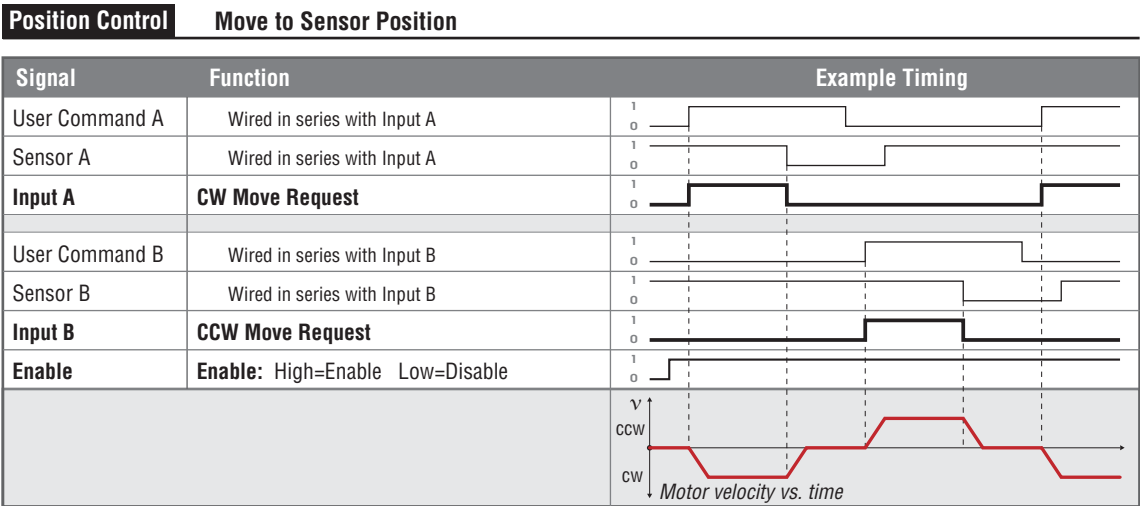 Position Control Move to Sensor Position
Signal Function Example Timing
User Command A Wired in series with Input A 1 0
Sensor A Wired in series with Input A 1 0
Input A CW Move Request 1 0
User Command B Wired in series with Input B 1 0
Sensor B Wired in series with Input B 1 0
Input B CCW Move Request 1 0
Enable Enable: High=Enable Low=Disable 1 0
v
CCW
CW
Motor velocity vs. time